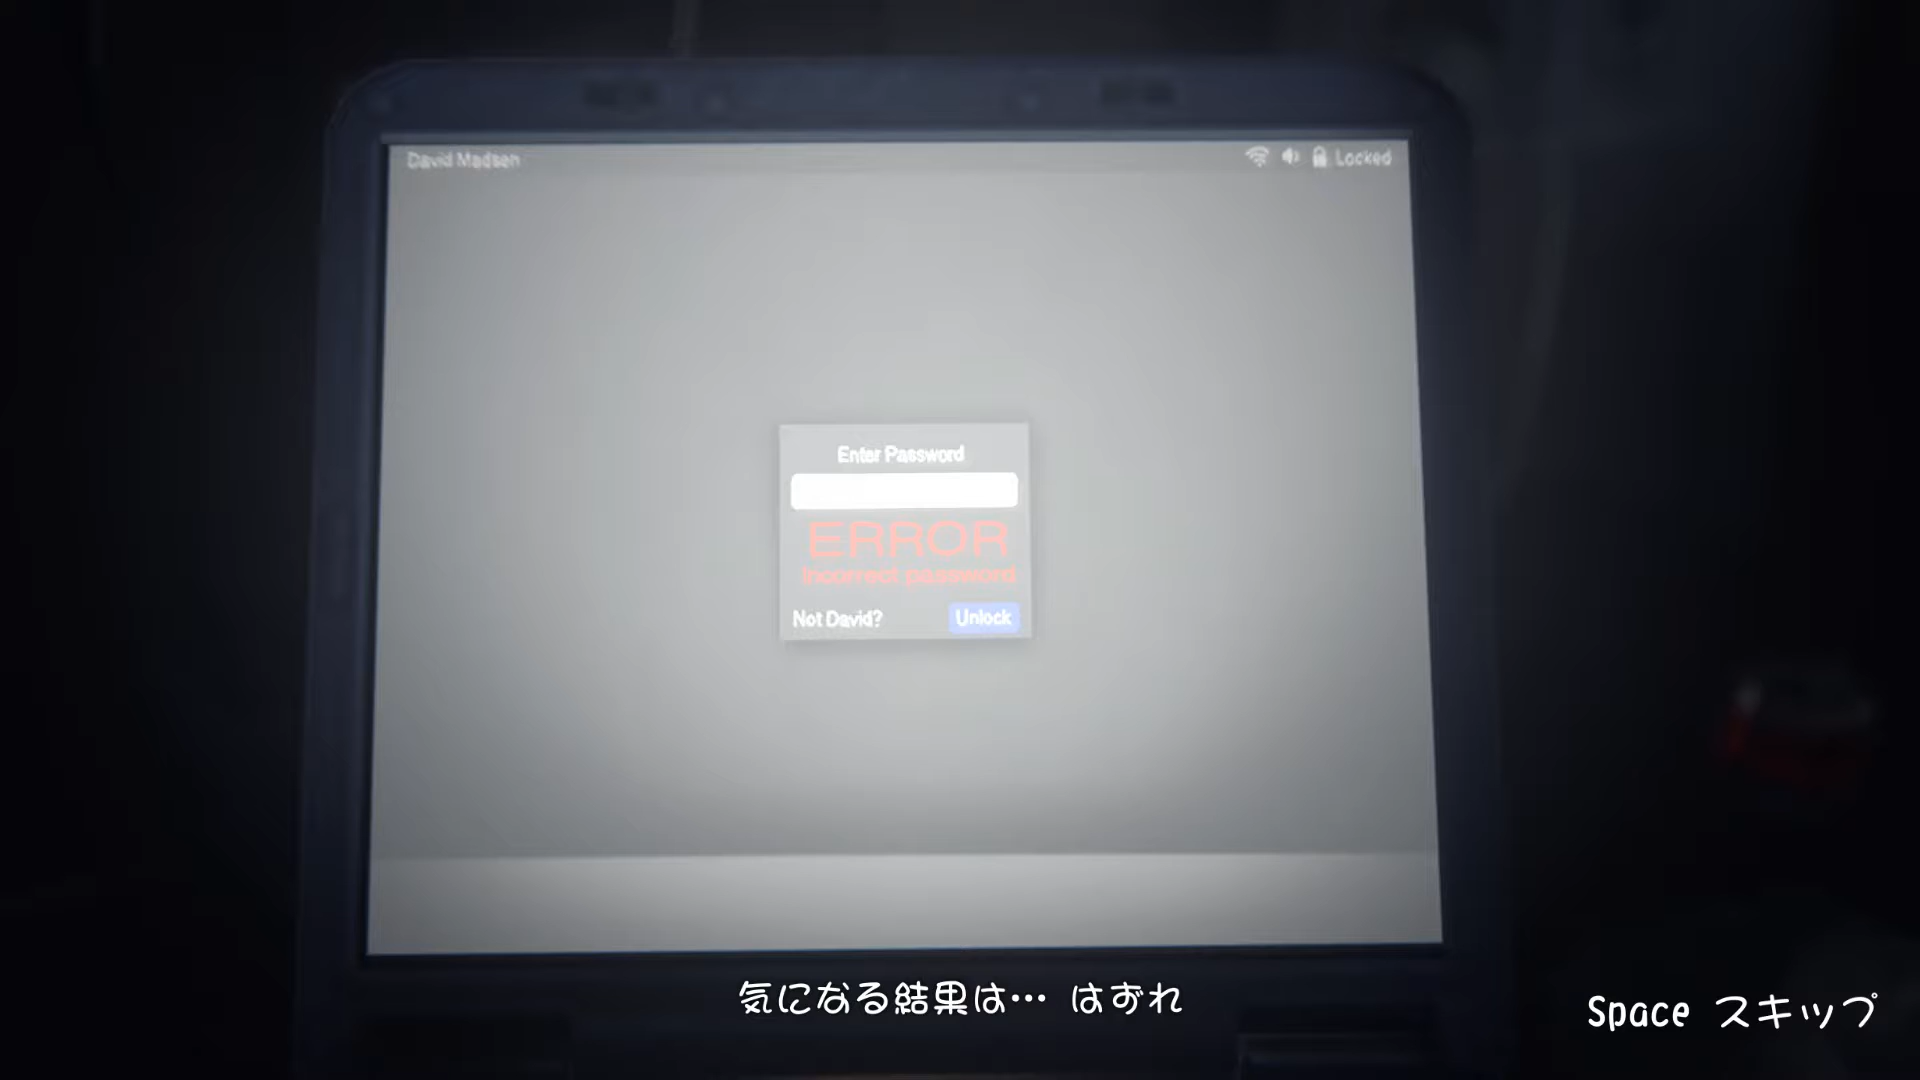 David Madsen
Locked
Enter Password
ERROR
Incorrect password
Not David?
Unlock
気になる結果は… はずれ
Space スキップ